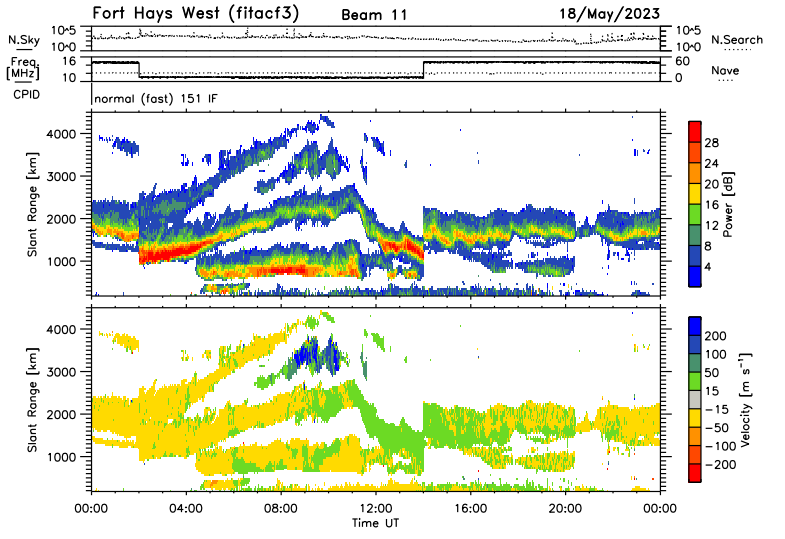 Fort Hays West (fitacf3) Beam 11 18/May/2023
N.Sky 10^5 10^0 10^5 10^0 N.Search
Freq. [MHz] 16 10 60 0 Nave
CPID normal (fast) 151 IF
Slant Range [km] 4000 3000 2000 1000
Power [dB] 28 24 20 16 12 8 4
Slant Range [km] 4000 3000 2000 1000
Velocity [m s⁻¹] 200 100 50 15 −15 −50 −100 −200
00:00 04:00 08:00 12:00 16:00 20:00 00:00
Time UT